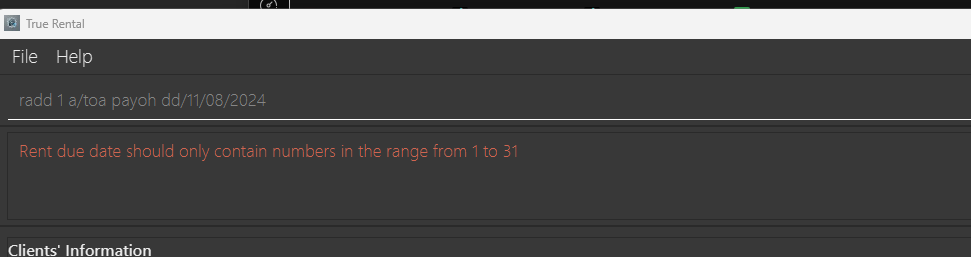 True Rental
File Help
radd 1 a/toa payoh dd/11/08/2024
Rent due date should only contain numbers in the range from 1 to 31
Clients' Information